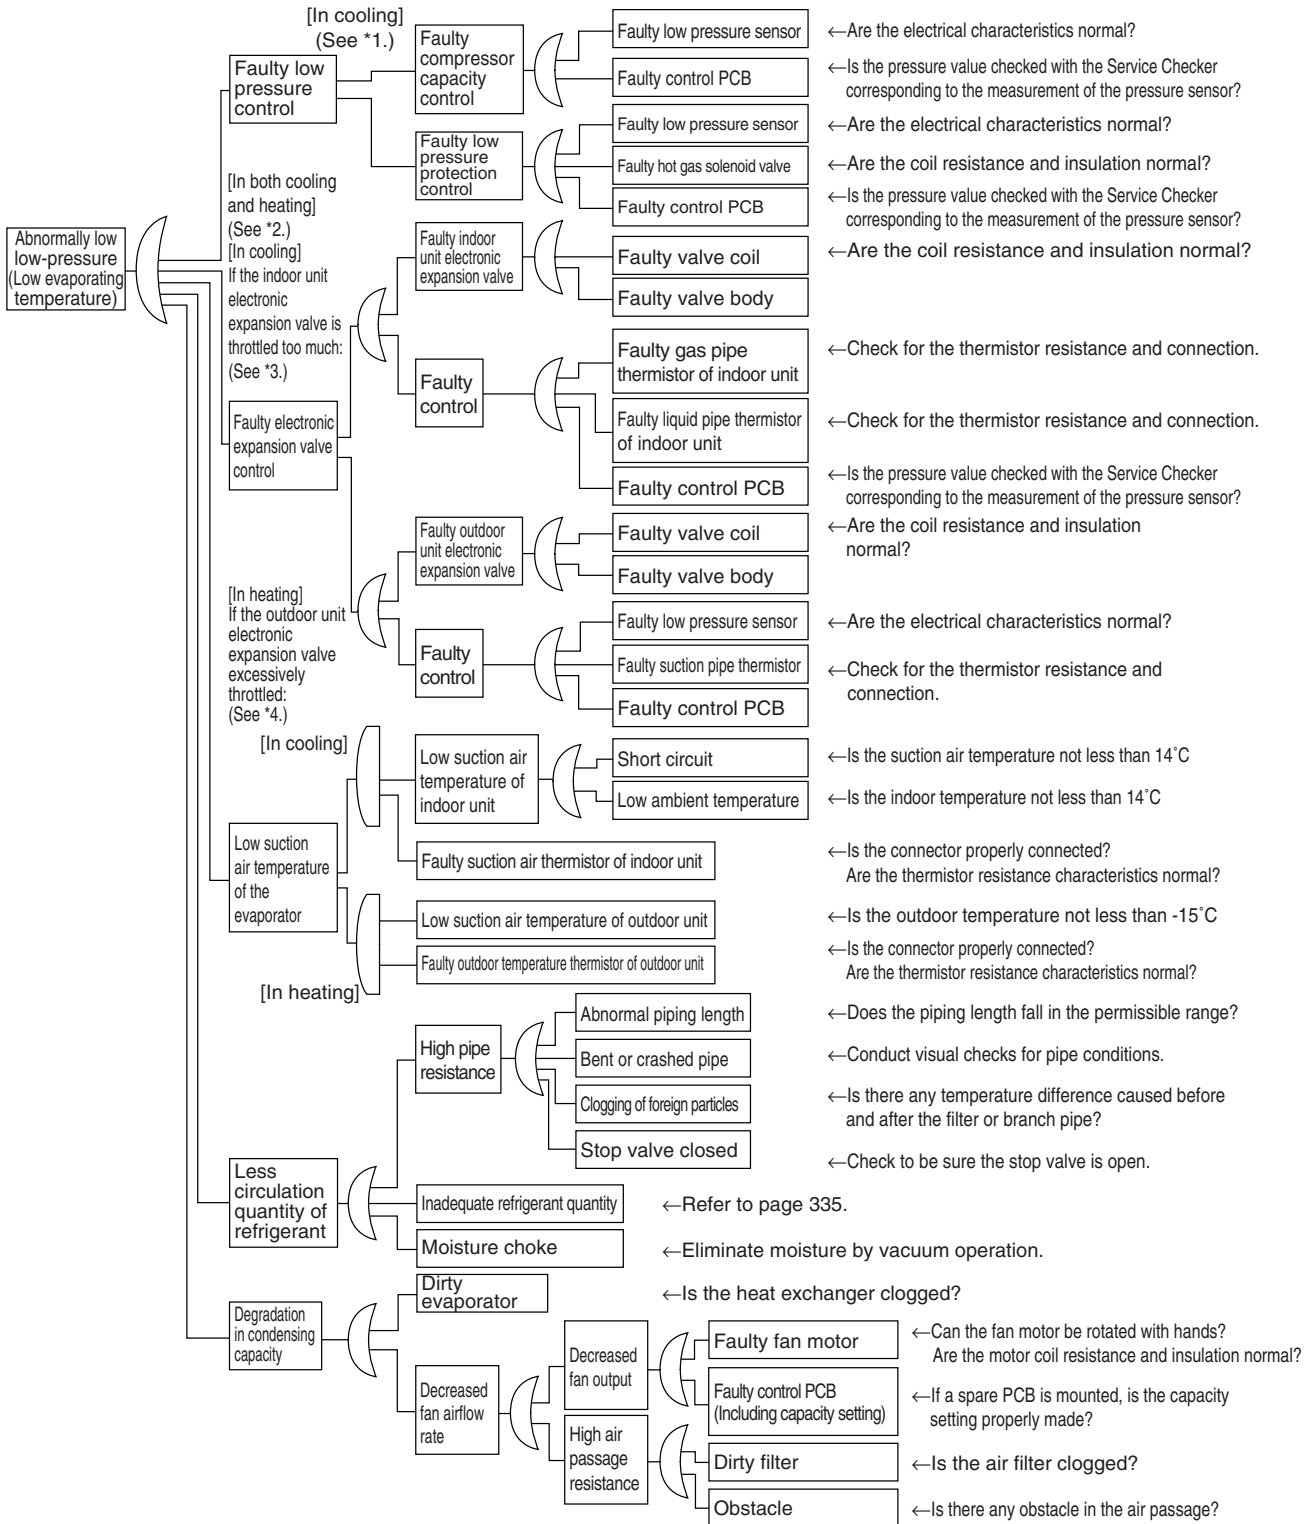 [In cooling]
(See *1.)
Faulty low
pressure
control
Faulty
compressor
capacity
control
Faulty low pressure sensor
←Are the electrical characteristics normal?
Faulty control PCB
←Is the pressure value checked with the Service Checker
corresponding to the measurement of the pressure sensor?
Faulty low
pressure
protection
control
Faulty low pressure sensor
←Are the electrical characteristics normal?
Faulty hot gas solenoid valve
←Are the coil resistance and insulation normal?
Faulty control PCB
←Is the pressure value checked with the Service Checker
corresponding to the measurement of the pressure sensor?
Abnormally low
low-pressure
(Low evaporating
temperature)
[In both cooling
and heating]
(See *2.)
[In cooling]
If the indoor unit
electronic
expansion valve is
throttled too much:
(See *3.)
Faulty electronic
expansion valve
control
Faulty indoor
unit electronic
expansion valve
Faulty valve coil
←Are the coil resistance and insulation normal?
Faulty valve body
Faulty
control
Faulty gas pipe
thermistor of indoor unit
←Check for the thermistor resistance and connection.
Faulty liquid pipe thermistor
of indoor unit
←Check for the thermistor resistance and connection.
Faulty control PCB
←Is the pressure value checked with the Service Checker
corresponding to the measurement of the pressure sensor?
[In heating]
If the outdoor unit
electronic
expansion valve
excessively
throttled:
(See *4.)
Faulty outdoor
unit electronic
expansion valve
Faulty valve coil
←Are the coil resistance and insulation
normal?
Faulty valve body
Faulty
control
Faulty low pressure sensor
←Are the electrical characteristics normal?
Faulty suction pipe thermistor
←Check for the thermistor resistance and
connection.
Faulty control PCB
[In cooling]
Low suction
air temperature
of the
evaporator
Low suction air
temperature of
indoor unit
Short circuit
←Is the suction air temperature not less than 14˚C
Low ambient temperature
←Is the indoor temperature not less than 14˚C
Faulty suction air thermistor of indoor unit
←Is the connector properly connected?
Are the thermistor resistance characteristics normal?
Low suction air temperature of outdoor unit
←Is the outdoor temperature not less than -15˚C
Faulty outdoor temperature thermistor of outdoor unit
←Is the connector properly connected?
Are the thermistor resistance characteristics normal?
[In heating]
Less
circulation
quantity of
refrigerant
High pipe
resistance
Abnormal piping length
←Does the piping length fall in the permissible range?
Bent or crashed pipe
←Conduct visual checks for pipe conditions.
Clogging of foreign particles
←Is there any temperature difference caused before
and after the filter or branch pipe?
Stop valve closed
←Check to be sure the stop valve is open.
Inadequate refrigerant quantity
←Refer to page 335.
Moisture choke
←Eliminate moisture by vacuum operation.
Degradation
in condensing
capacity
Dirty
evaporator
←Is the heat exchanger clogged?
Decreased
fan airflow
rate
Decreased
fan output
Faulty fan motor
←Can the fan motor be rotated with hands?
Are the motor coil resistance and insulation normal?
Faulty control PCB
(Including capacity setting)
←If a spare PCB is mounted, is the capacity
setting properly made?
High air
passage
resistance
Dirty filter
←Is the air filter clogged?
Obstacle
←Is there any obstacle in the air passage?